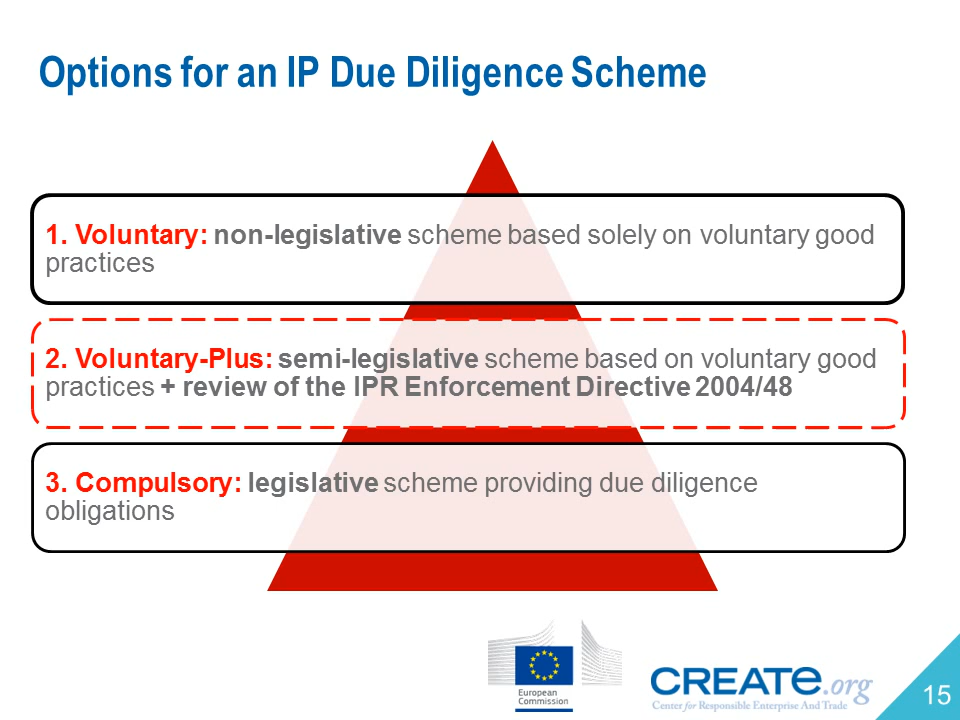 Options for an IP Due Diligence Scheme
1. Voluntary: non-legislative scheme based solely on voluntary good
practices
2. Voluntary-Plus: semi-legislative scheme based on voluntary good
practices + review of the IPR Enforcement Directive 2004/48
3. Compulsory: legislative scheme providing due diligence
obligations
European
Commission
CREATe.org
Center for Responsible Enterprise And Trade
15